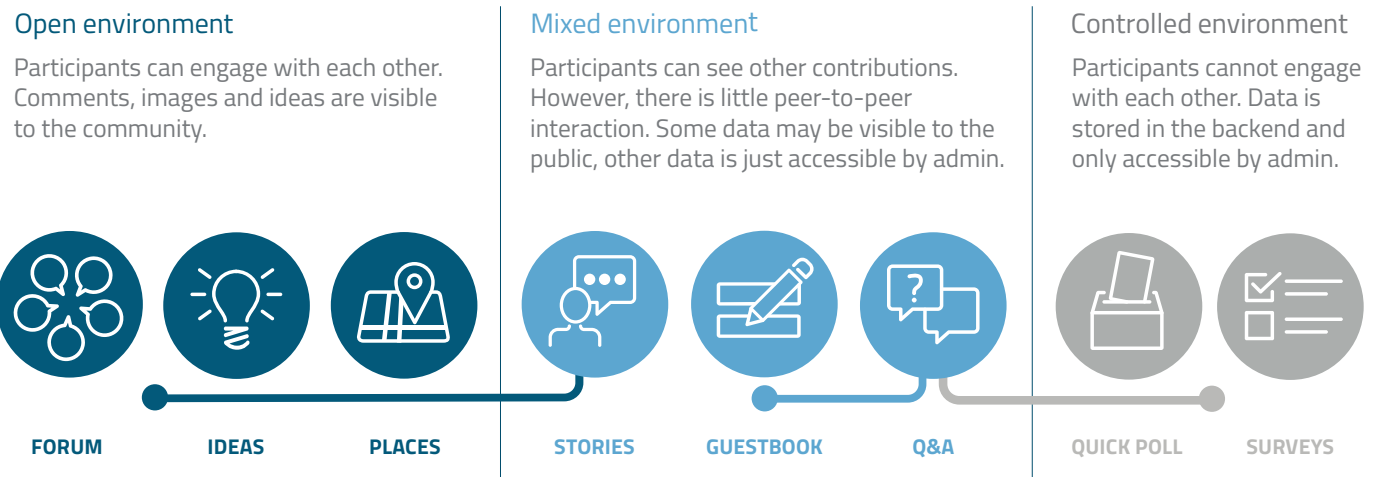 Open environment
Participants can engage with each other.
Comments, images and ideas are visible
to the community.
Mixed environment
Participants can see other contributions.
However, there is little peer-to-peer
interaction. Some data may be visible to the
public, other data is just accessible by admin.
Controlled environment
Participants cannot engage
with each other. Data is
stored in the backend and
only accessible by admin.
?
FORUM
IDEAS
PLACES
STORIES
GUESTBOOK
Q&A
QUICK POLL
SURVEYS